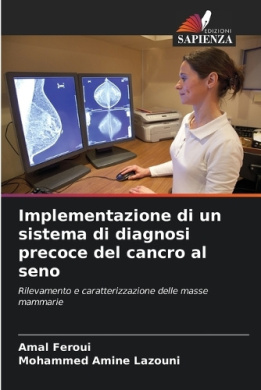 EDIZIONI
SAPIENZA
Implementazione di un
sistema di diagnosi
precoce del cancro al
seno
Rilevamento e caratterizzazione delle masse
mammarie
Amal Feroui
Mohammed Amine Lazouni